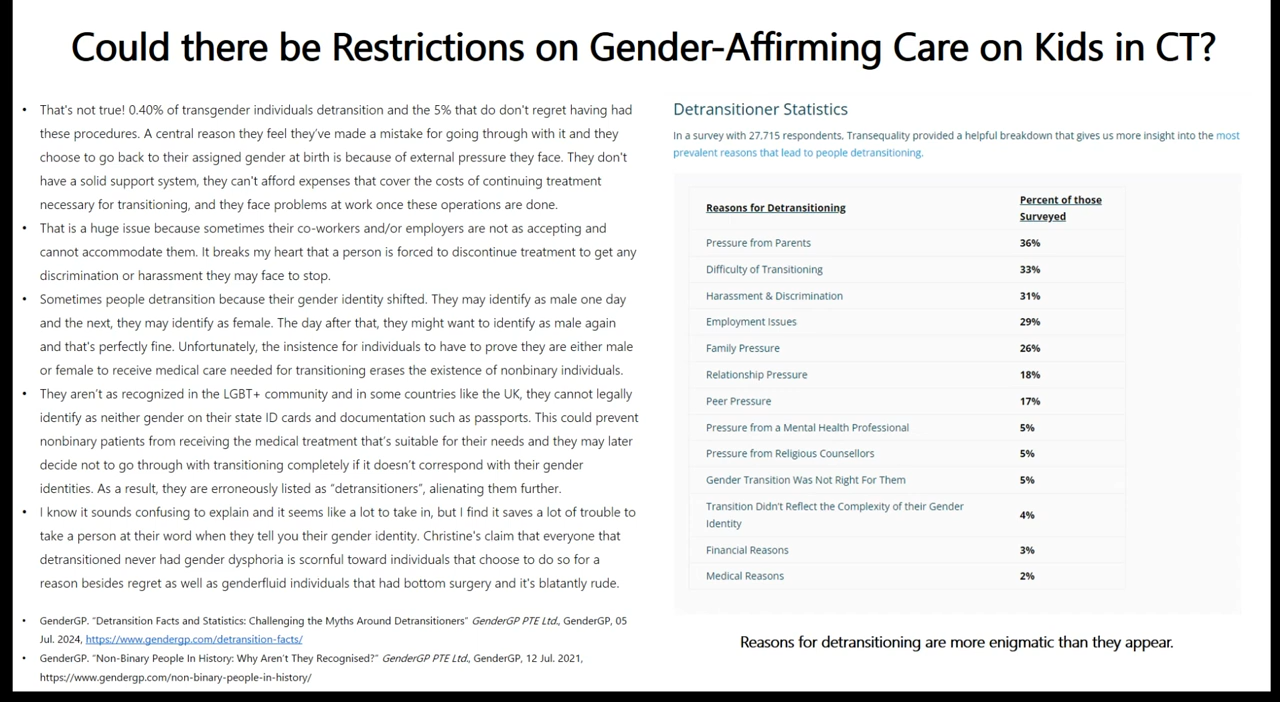 Could there be Restrictions on Gender-Affirming Care on Kids in CT?
• That's not true! 0.40% of transgender individuals detransition and the 5% that do don't regret having had
these procedures. A central reason they feel they've made a mistake for going through with it and they
choose to go back to their assigned gender at birth is because of external pressure they face. They don't
have a solid support system, they can't afford expenses that cover the costs of continuing treatment
necessary for transitioning, and they face problems at work once these operations are done.
• That is a huge issue because sometimes their co-workers and/or employers are not as accepting and
cannot accommodate them. It breaks my heart that a person is forced to discontinue treatment to get any
discrimination or harassment they may face to stop.
• Sometimes people detransition because their gender identity shifted. They may identify as male one day
and the next, they may identify as female. The day after that, they might want to identify as male again
and that's perfectly fine. Unfortunately, the insistence for individuals to have to prove they are either male
or female to receive medical care needed for transitioning erases the existence of nonbinary individuals.
• They aren't as recognized in the LGBT+ community and in some countries like the UK, they cannot legally
identify as neither gender on their state ID cards and documentation such as passports. This could prevent
nonbinary patients from receiving the medical treatment that's suitable for their needs and they may later
decide not to go through with transitioning completely if it doesn't correspond with their gender
identities. As a result, they are erroneously listed as "detransitioners", alienating them further.
• I know it sounds confusing to explain and it seems like a lot to take in, but I find it saves a lot of trouble to
take a person at their word when they tell you their gender identity. Christine's claim that everyone that
detransitioned never had gender dysphoria is scornful toward individuals that choose to do so for a
reason besides regret as well as genderfluid individuals that had bottom surgery and it's blatantly rude.
• GenderGP. "Detransition Facts and Statistics: Challenging the Myths Around Detransitioners" GenderGP PTE Ltd., GenderGP, 05
Jul. 2024, https://www.gendergp.com/detransition-facts/
• GenderGP. "Non-Binary People In History: Why Aren't They Recognised?" GenderGP PTE Ltd., GenderGP, 12 Jul. 2021,
https://www.gendergp.com/non-binary-people-in-history/
Detransitioner Statistics
In a survey with 27,715 respondents, Transequality provided a helpful breakdown that gives us more insight into the most
prevalent reasons that lead to people detransitioning.
Reasons for Detransitioning Percent of those
Surveyed
Pressure from Parents 36%
Difficulty of Transitioning 33%
Harassment & Discrimination 31%
Employment Issues 29%
Family Pressure 26%
Relationship Pressure 18%
Peer Pressure 17%
Pressure from a Mental Health Professional 5%
Pressure from Religious Counsellors 5%
Gender Transition Was Not Right For Them 5%
Transition Didn't Reflect the Complexity of their Gender
Identity 4%
Financial Reasons 3%
Medical Reasons 2%
Reasons for detransitioning are more enigmatic than they appear.